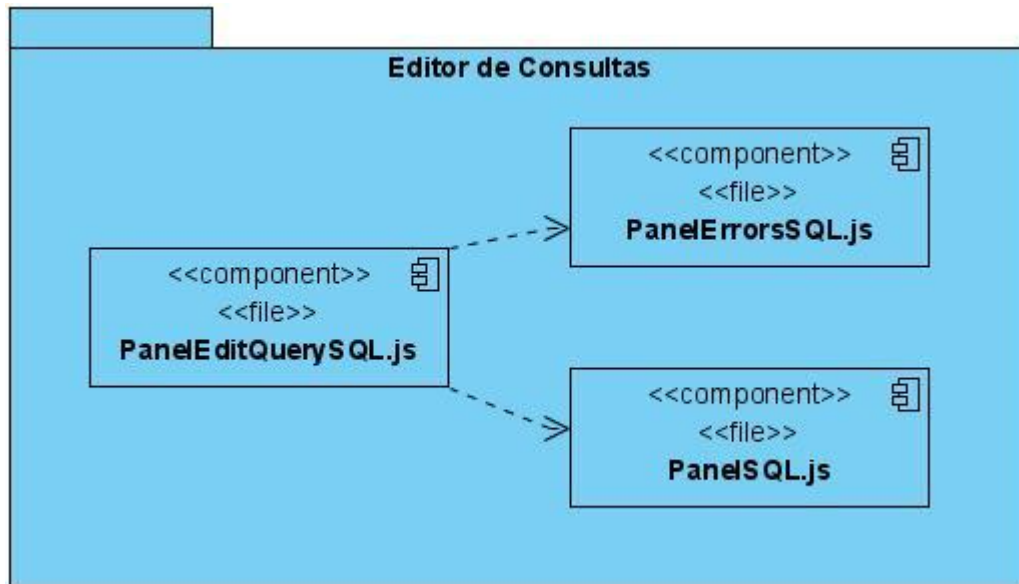 Editor de Consultas
<<component>>
<<file>>
PanelErrorsSQL.js
<<component>>
<<file>>
PanelEditQuerySQL.js
<<component>>
<<file>>
PanelSQL.js